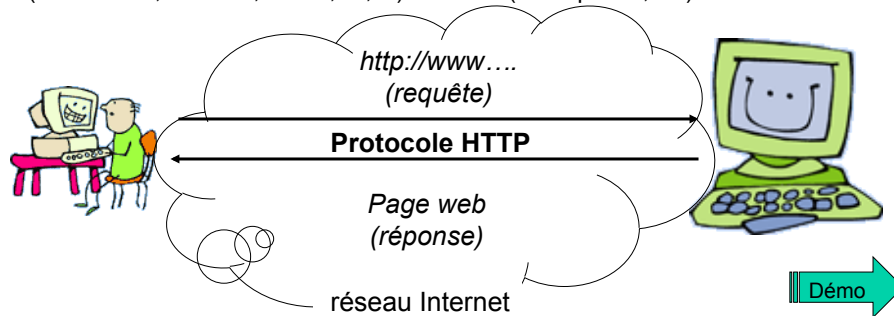 http://www….
(requête)
Protocole HTTP
Page web
(réponse)
réseau Internet
Démo